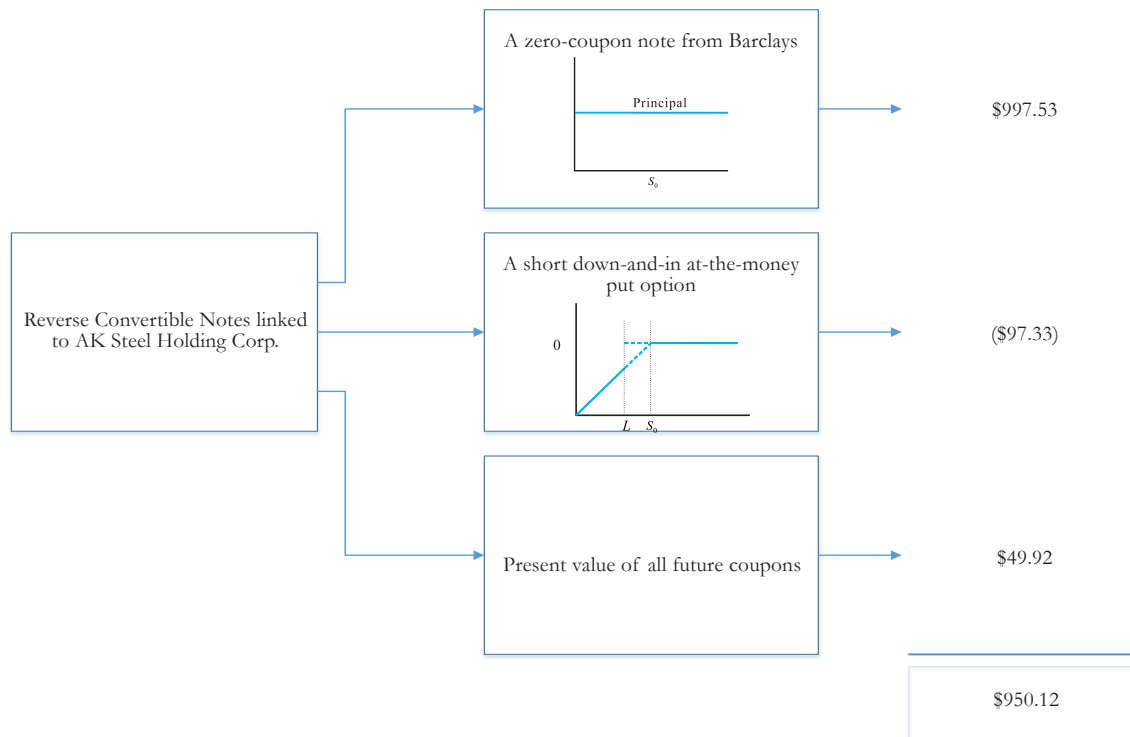 A zero-coupon note from Barclays
Principal
S₀
$997.53
Reverse Convertible Notes linked
to AK Steel Holding Corp.
A short down-and-in at-the-money
put option
0
L S₀
($97.33)
Present value of all future coupons
$49.92
$950.12